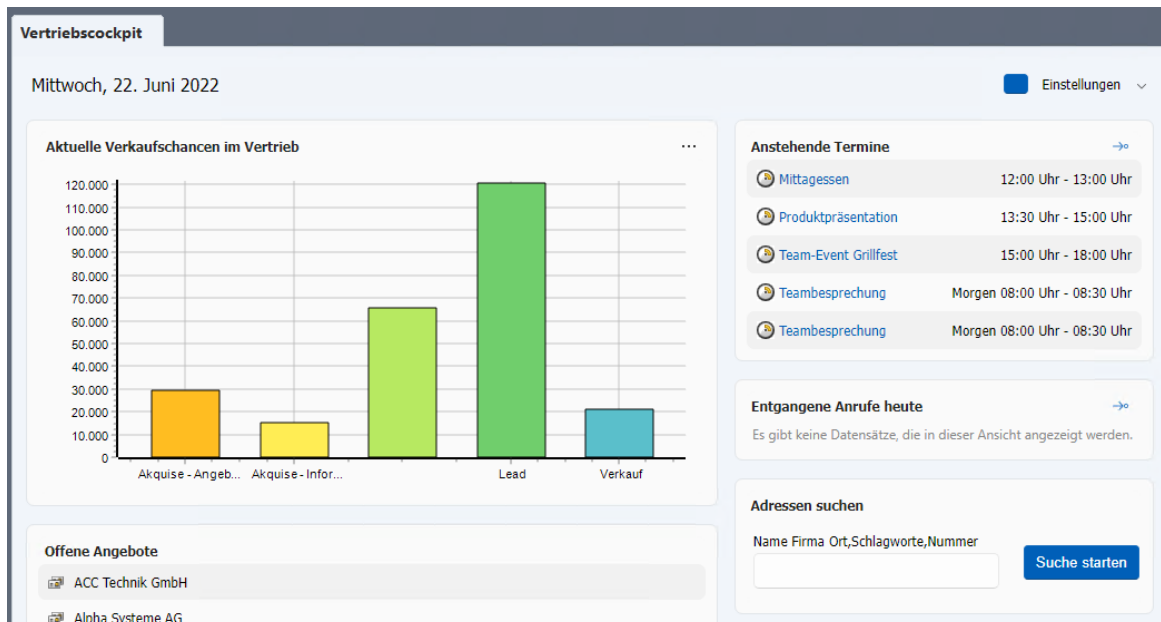 Vertriebscockpit
Mittwoch, 22. Juni 2022
Einstellungen
Aktuelle Verkaufschancen im Vertrieb
120.000
110.000
100.000
90.000
80.000
70.000
60.000
50.000
40.000
30.000
20.000
10.000
0
Akquise - Angeb... Akquise - Infor... Lead Verkauf
Offene Angebote
ACC Technik GmbH
Alpha Systeme AG
Anstehende Termine
Mittagessen 12:00 Uhr - 13:00 Uhr
Produktpräsentation 13:30 Uhr - 15:00 Uhr
Team-Event Grillfest 15:00 Uhr - 18:00 Uhr
Teambesprechung Morgen 08:00 Uhr - 08:30 Uhr
Teambesprechung Morgen 08:00 Uhr - 08:30 Uhr
Entgangene Anrufe heute
Es gibt keine Datensätze, die in dieser Ansicht angezeigt werden.
Adressen suchen
Name Firma Ort,Schlagworte,Nummer
Suche starten